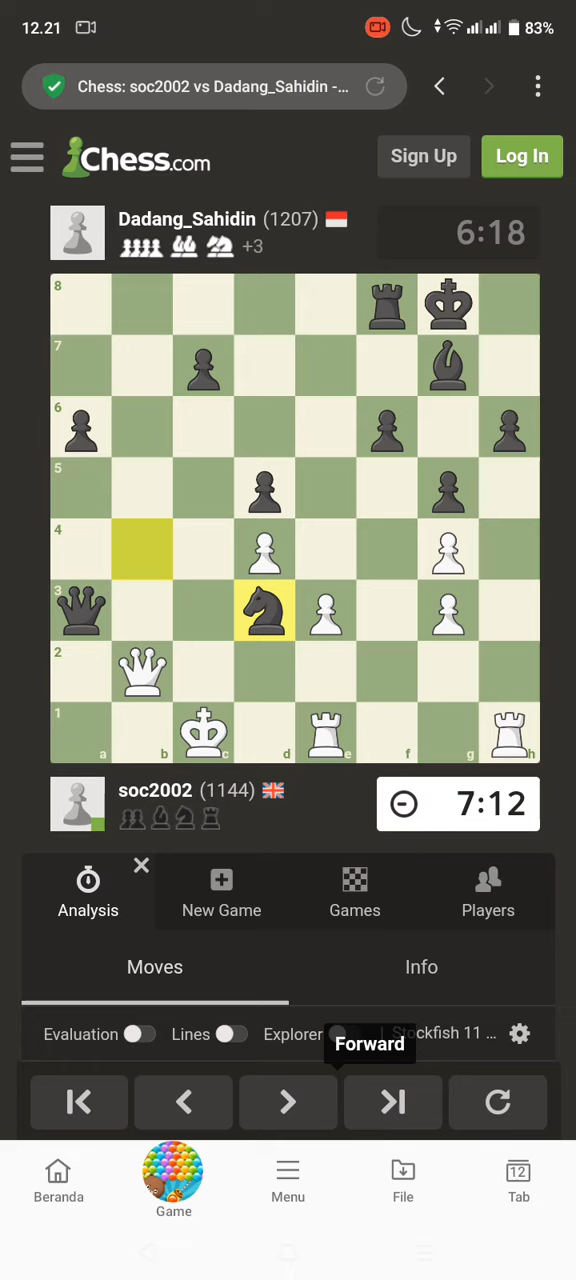 12.21
83%
Chess: soc2002 vs Dadang_Sahidin -...
Chess.com
Sign Up
Log In
Dadang_Sahidin (1207)
+3
6:18
8
7
6
5
4
3
2
1
a b c d e f g h
soc2002 (1144)
7:12
Analysis
New Game
Games
Players
Moves
Info
Evaluation
Lines
Explorer
Stockfish 11 ...
Forward
Beranda
Game
Menu
File
12
Tab